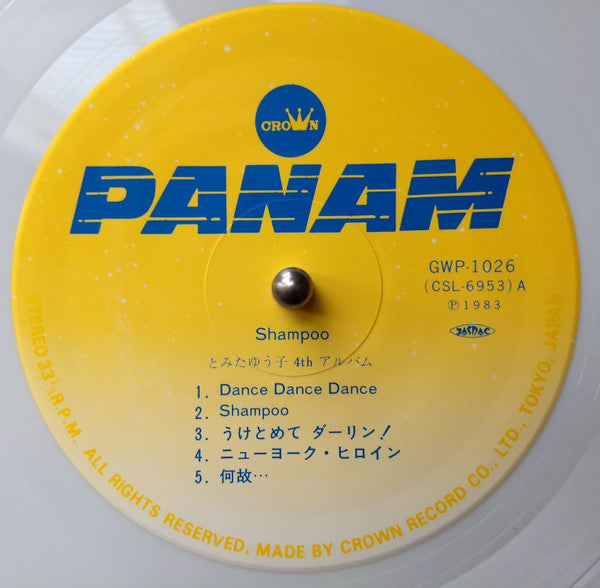 CROWN
PANAM
GWP-1026
(CSL-6953) A
Ⓟ1983
JASRAC
Shampoo
とみたゆう子 4th アルバム
1. Dance Dance Dance
2. Shampoo
3. うけとめて ダーリン!
4. ニューヨーク・ヒロイン
5. 何故…
STEREO 33⅓R.P.M. ALL RIGHTS RESERVED. MADE BY CROWN RECORD CO., LTD., TOKYO, JAPAN